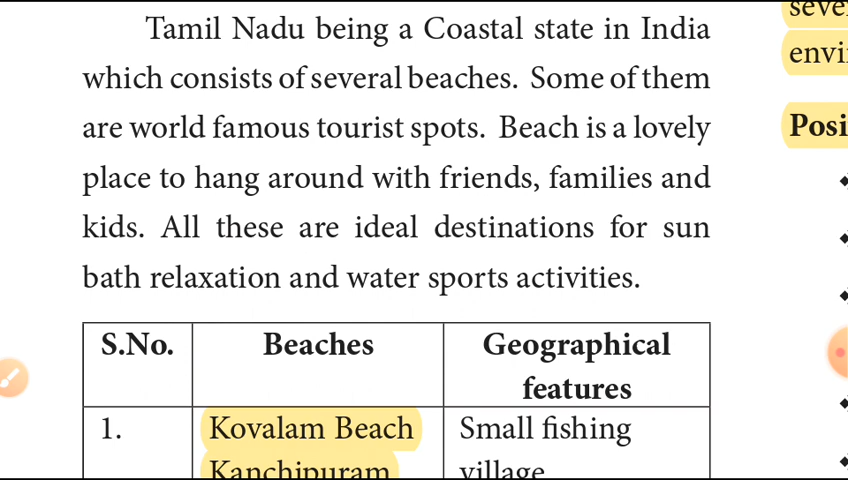 Tamil Nadu being a Coastal state in India
which consists of several beaches. Some of them
are world famous tourist spots. Beach is a lovely
place to hang around with friends, families and
kids. All these are ideal destinations for sun
bath relaxation and water sports activities.
S.No. Beaches Geographical
features
1. Kovalam Beach Small fishing
Kanchipuram village
Posi